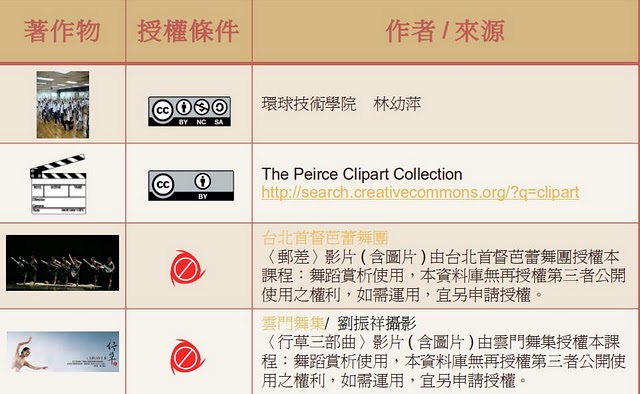 著作物
授權條件
作者 / 來源
cc
BY NC SA
環球技術學院 林幼萍
cc
BY
The Peirce Clipart Collection
http://search.creativecommons.org/?q=clipart
台北首督芭蕾舞團
〈郵差〉影片 ( 含圖片 ) 由台北首督芭蕾舞團授權本
課程：舞蹈賞析使用，本資料庫無再授權第三者公開
使用之權利，如需運用，宜另申請授權。
行草
雲門舞集/ 劉振祥攝影
〈行草三部曲〉影片 ( 含圖片 ) 由雲門舞集授權本課
程：舞蹈賞析使用，本資料庫無再授權第三者公開使
用之權利，如需運用，宜另申請授權。